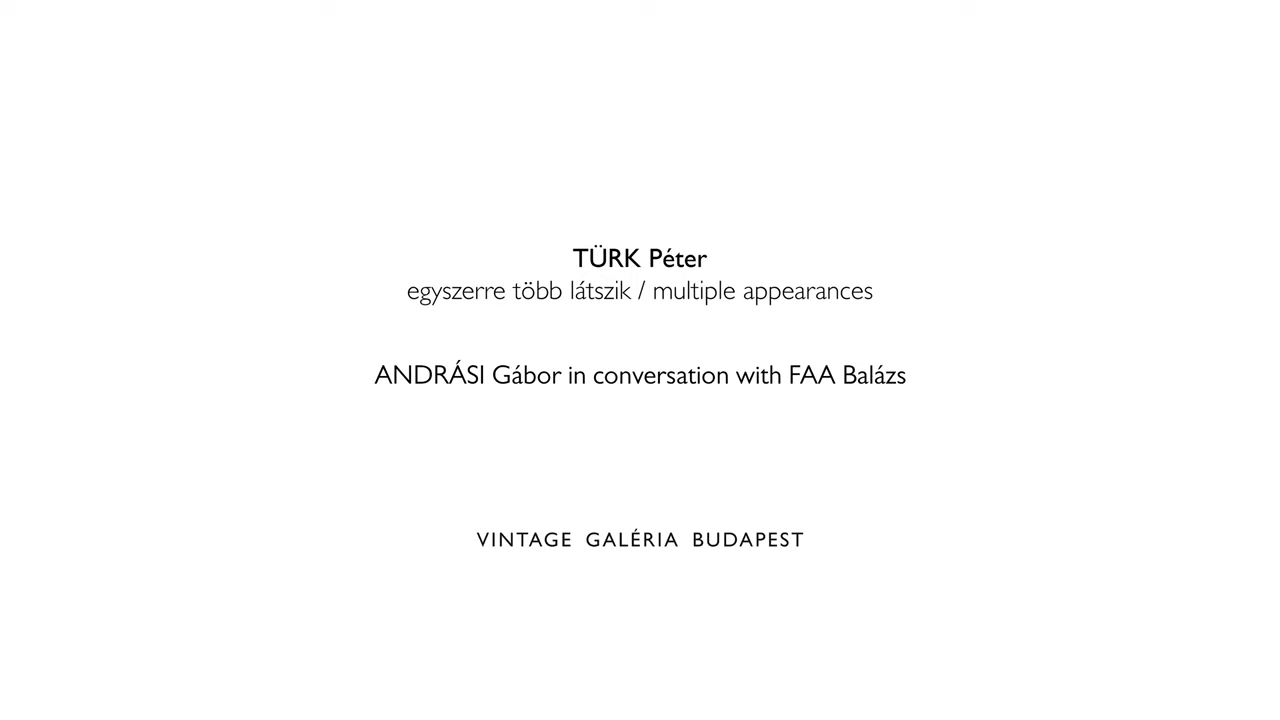 TÜRK Péter
egyszerre több látszik / multiple appearances
ANDRÁSI Gábor in conversation with FAA Balázs
VINTAGE GALÉRIA BUDAPEST